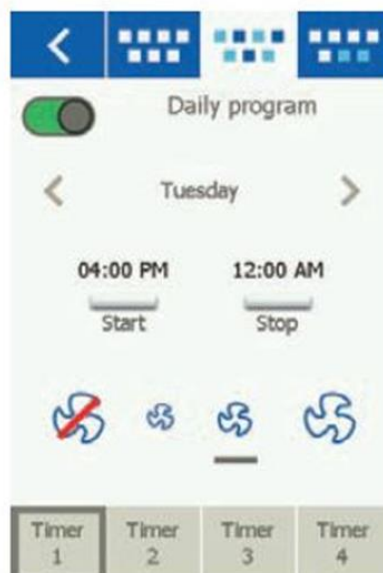 Daily program
Tuesday
04:00 PM 12:00 AM
Start Stop
Timer Timer Timer Timer
1 2 3 4